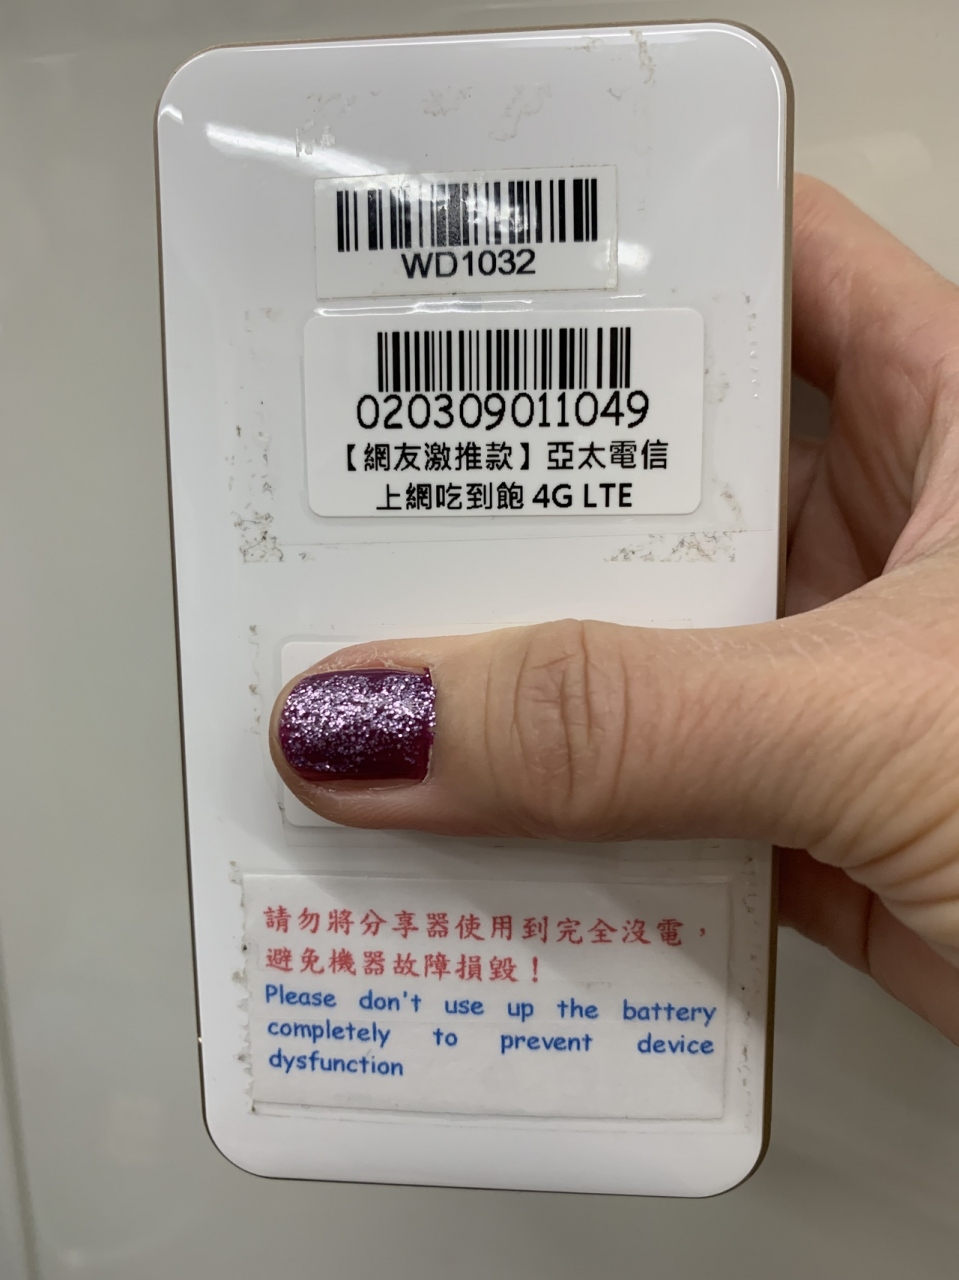 WD1032
020309011049
【網友激推款】亞太電信
上網吃到飽 4G LTE
請勿將分享器使用到完全沒電，
避免機器故障損毀！
Please don't use up the battery
completely to prevent device
dysfunction